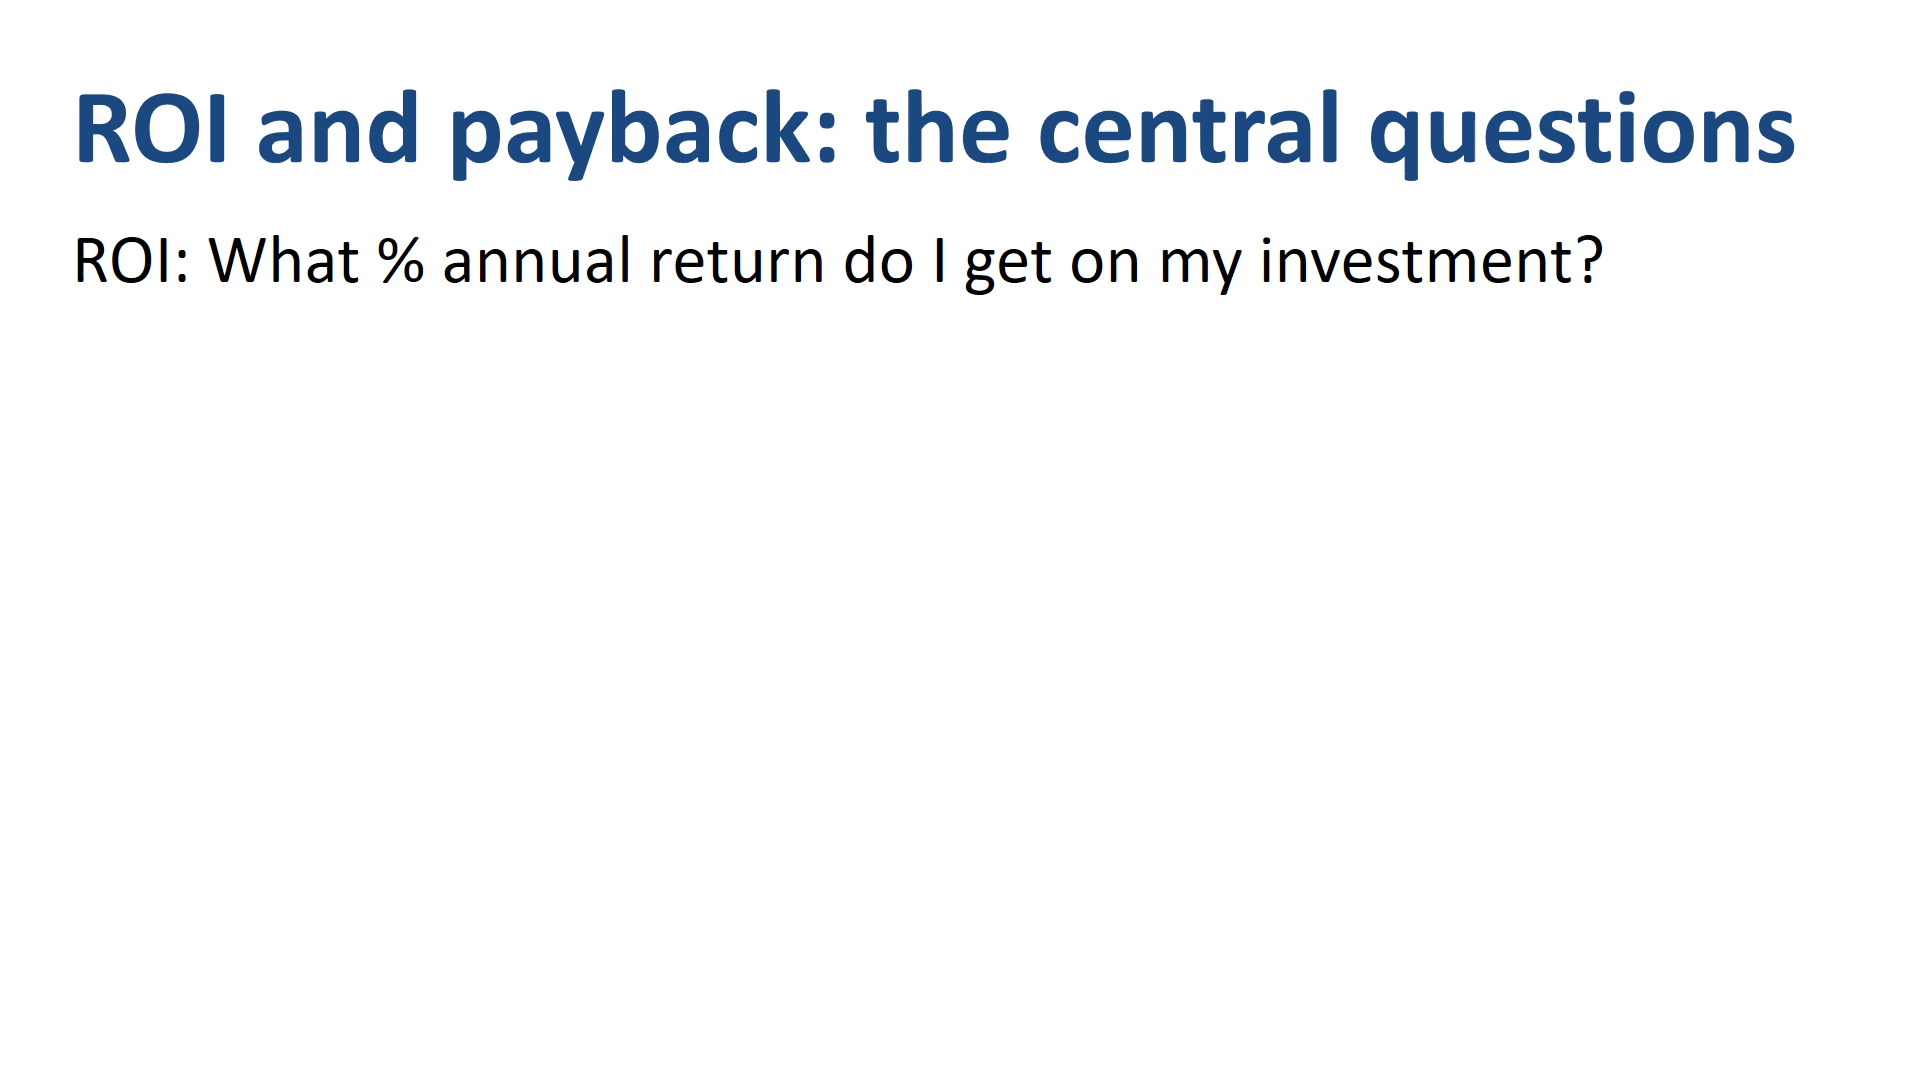 ROI and payback: the central questions
ROI: What % annual return do I get on my investment?